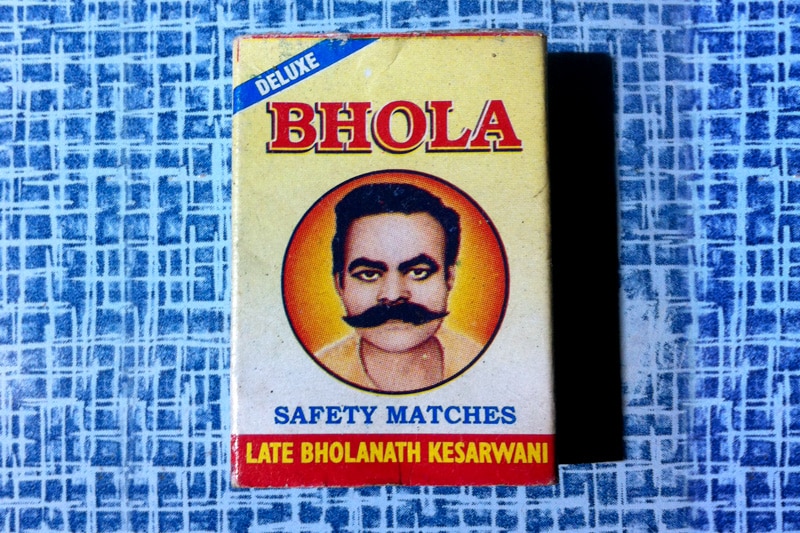 DELUXE
BHOLA
SAFETY MATCHES
LATE BHOLANATH KESARWANI